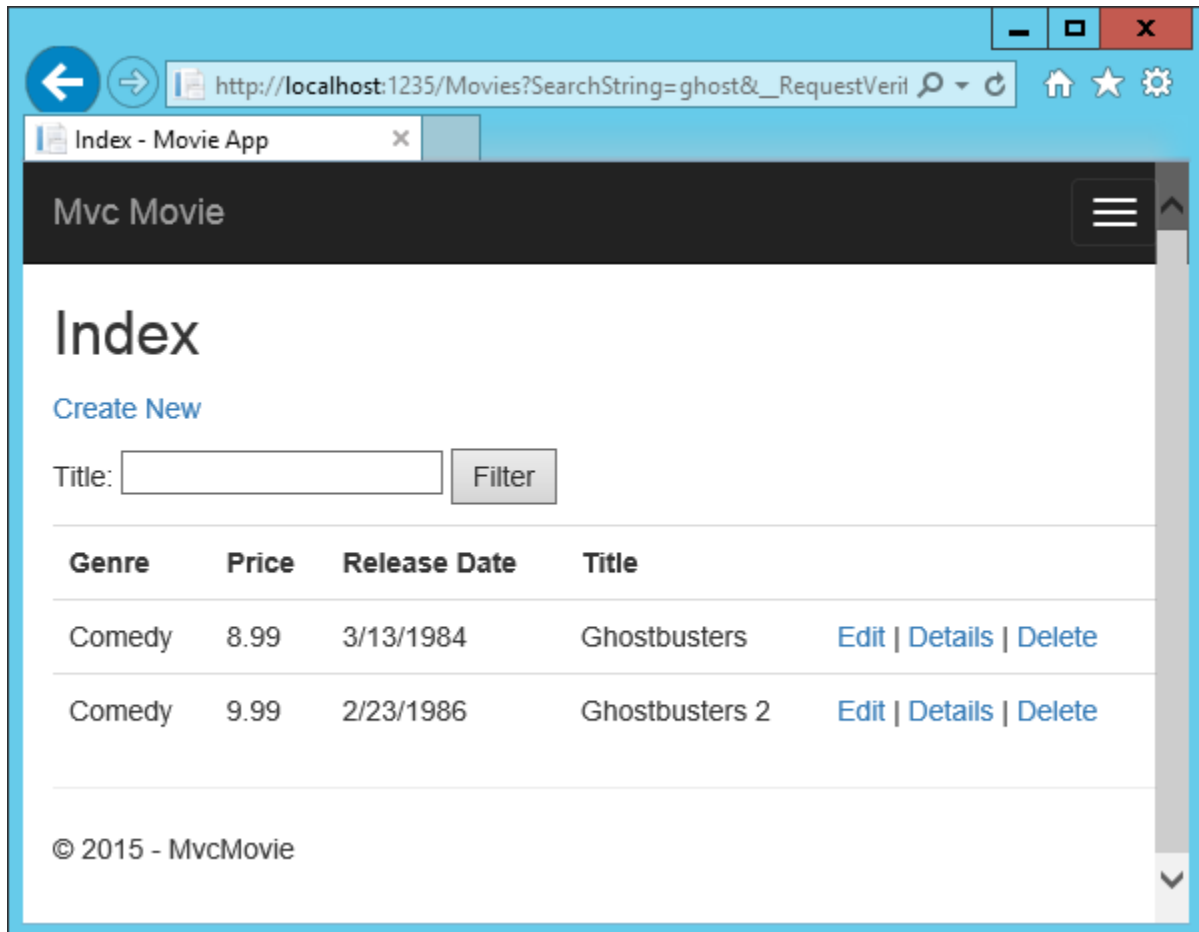 http://localhost:1235/Movies?SearchString=ghost&__RequestVerif
Index - Movie App
Mvc Movie
Index
Create New
Title: Filter
Genre Price Release Date Title
Comedy 8.99 3/13/1984 Ghostbusters Edit | Details | Delete
Comedy 9.99 2/23/1986 Ghostbusters 2 Edit | Details | Delete
© 2015 - MvcMovie